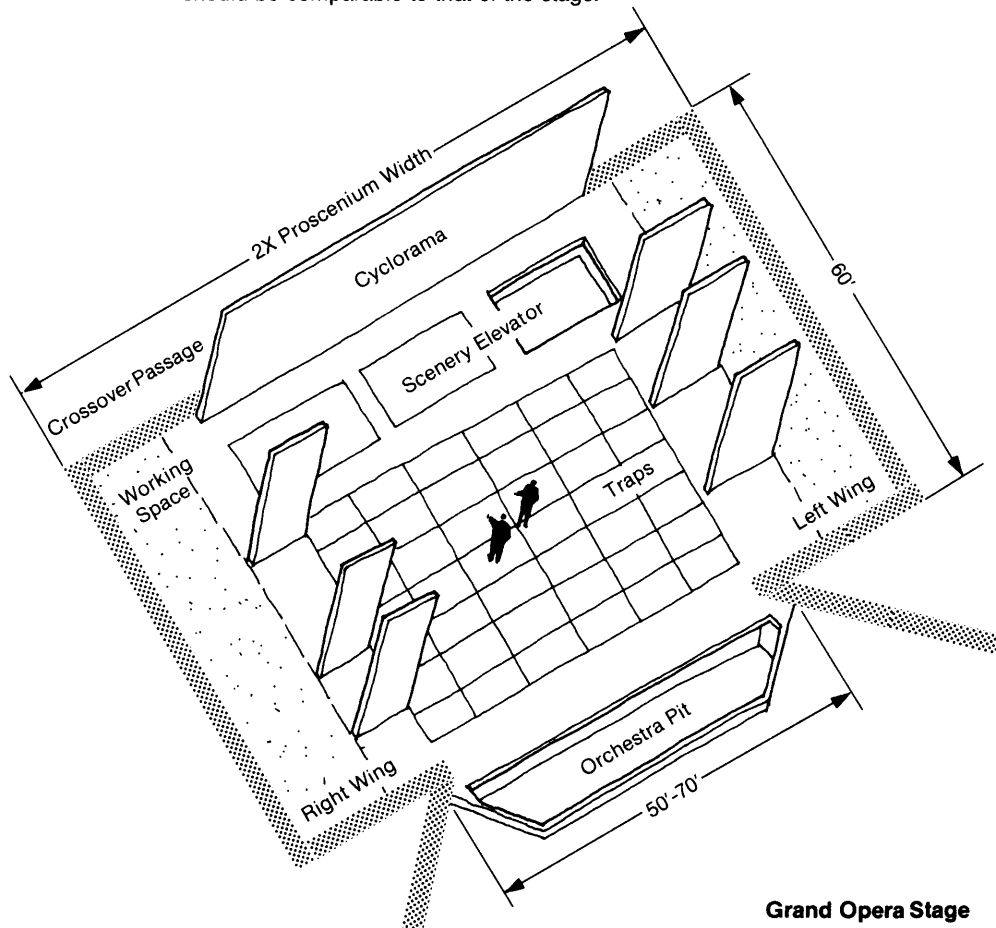 should be comparable to that of the stage.
2X Proscenium Width
Cyclorama
60'
Crossover Passage
Scenery Elevator
Working
Space
Traps
Left Wing
Right Wing
Orchestra Pit
50'-70'
Grand Opera Stage